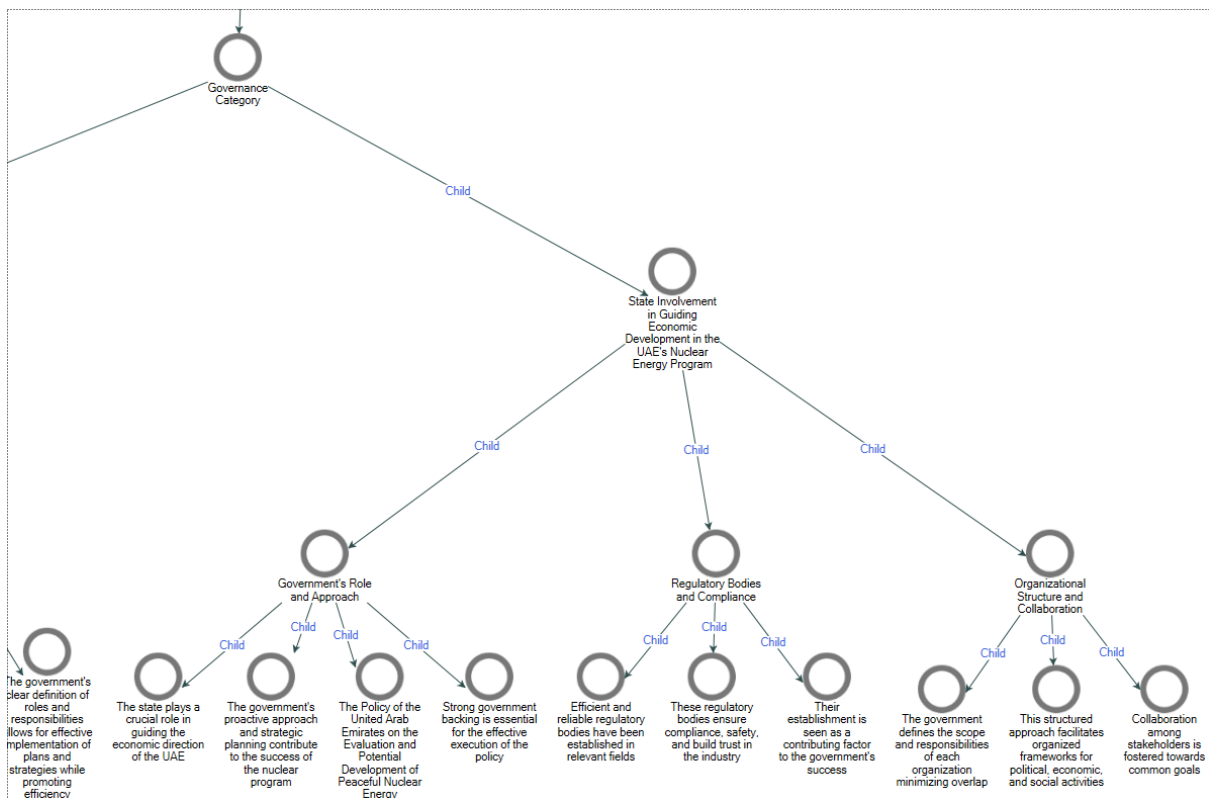 Governance
Category
Child
State Involvement
in Guiding
Economic
Development in the
UAE's Nuclear
Energy Program
Child
Child
Child
Government's Role
and Approach
Regulatory Bodies
and Compliance
Organizational
Structure and
Collaboration
Child
Child
Child
Child
Child
Child
Child
Child
Child
Child
The government's
clear definition of
roles and
responsibilities
allows for effective
implementation of
plans and
strategies while
promoting
efficiency
The state plays a
crucial role in
guiding the
economic direction
of the UAE
The government's
proactive approach
and strategic
planning contribute
to the success of
the nuclear
program
The Policy of the
United Arab
Emirates on the
Evaluation and
Potential
Development of
Peaceful Nuclear
Energy
Strong government
backing is essential
for the effective
execution of the
policy
Efficient and
reliable regulatory
bodies have been
established in
relevant fields
These regulatory
bodies ensure
compliance, safety,
and build trust in
the industry
Their
establishment is
seen as a
contributing factor
to the government's
success
The government
defines the scope
and responsibilities
of each
organization
minimizing overlap
This structured
approach facilitates
organized
frameworks for
political, economic,
and social activities
Collaboration
among
stakeholders is
fostered towards
common goals